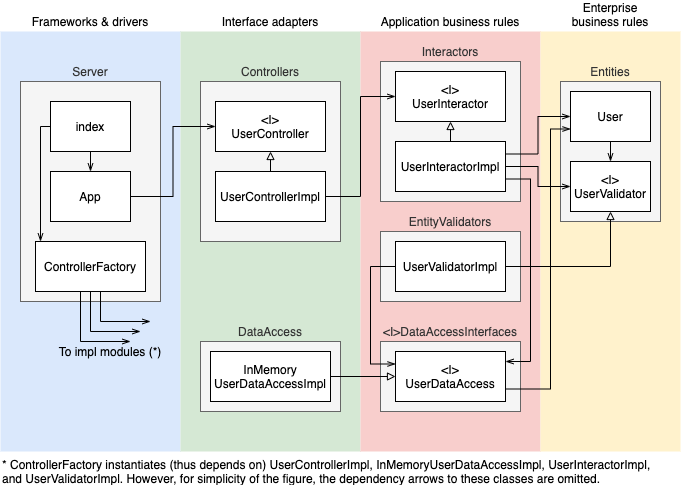 Frameworks & drivers
Interface adapters
Application business rules
Enterprise
business rules
Server
index
App
ControllerFactory
To impl modules (*)
Controllers
<I>
UserController
UserControllerImpl
DataAccess
InMemory
UserDataAccessImpl
Interactors
<I>
UserInteractor
UserInteractorImpl
EntityValidators
UserValidatorImpl
<I>DataAccessInterfaces
<I>
UserDataAccess
Entities
User
<I>
UserValidator
* ControllerFactory instantiates (thus depends on) UserControllerImpl, InMemoryUserDataAccessImpl, UserInteractorImpl,
and UserValidatorImpl. However, for simplicity of the figure, the dependency arrows to these classes are omitted.